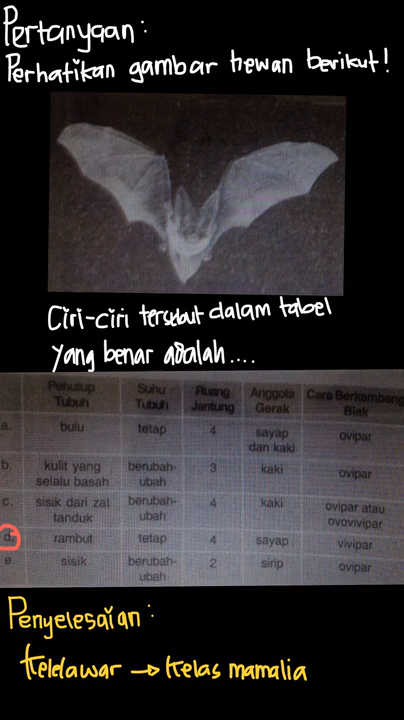 Pertanyaan:
Perhatikan gambar hewan berikut!
Ciri-ciri tersebut dalam tabel
yang benar adalah....
Penutup Tubuh Suhu Tubuh Ruang Jantung Anggota Gerak Cara Berkembang Biak
a. bulu tetap 4 sayap dan kaki ovipar
b. kulit yang selalu basah berubah-ubah 3 kaki ovipar
c. sisik dari zat tanduk berubah-ubah 4 kaki ovipar atau ovovivipar
d. rambut tetap 4 sayap vivipar
e. sisik berubah-ubah 2 sirip ovipar
Penyelesaian:
Kelelawar → Kelas mamalia